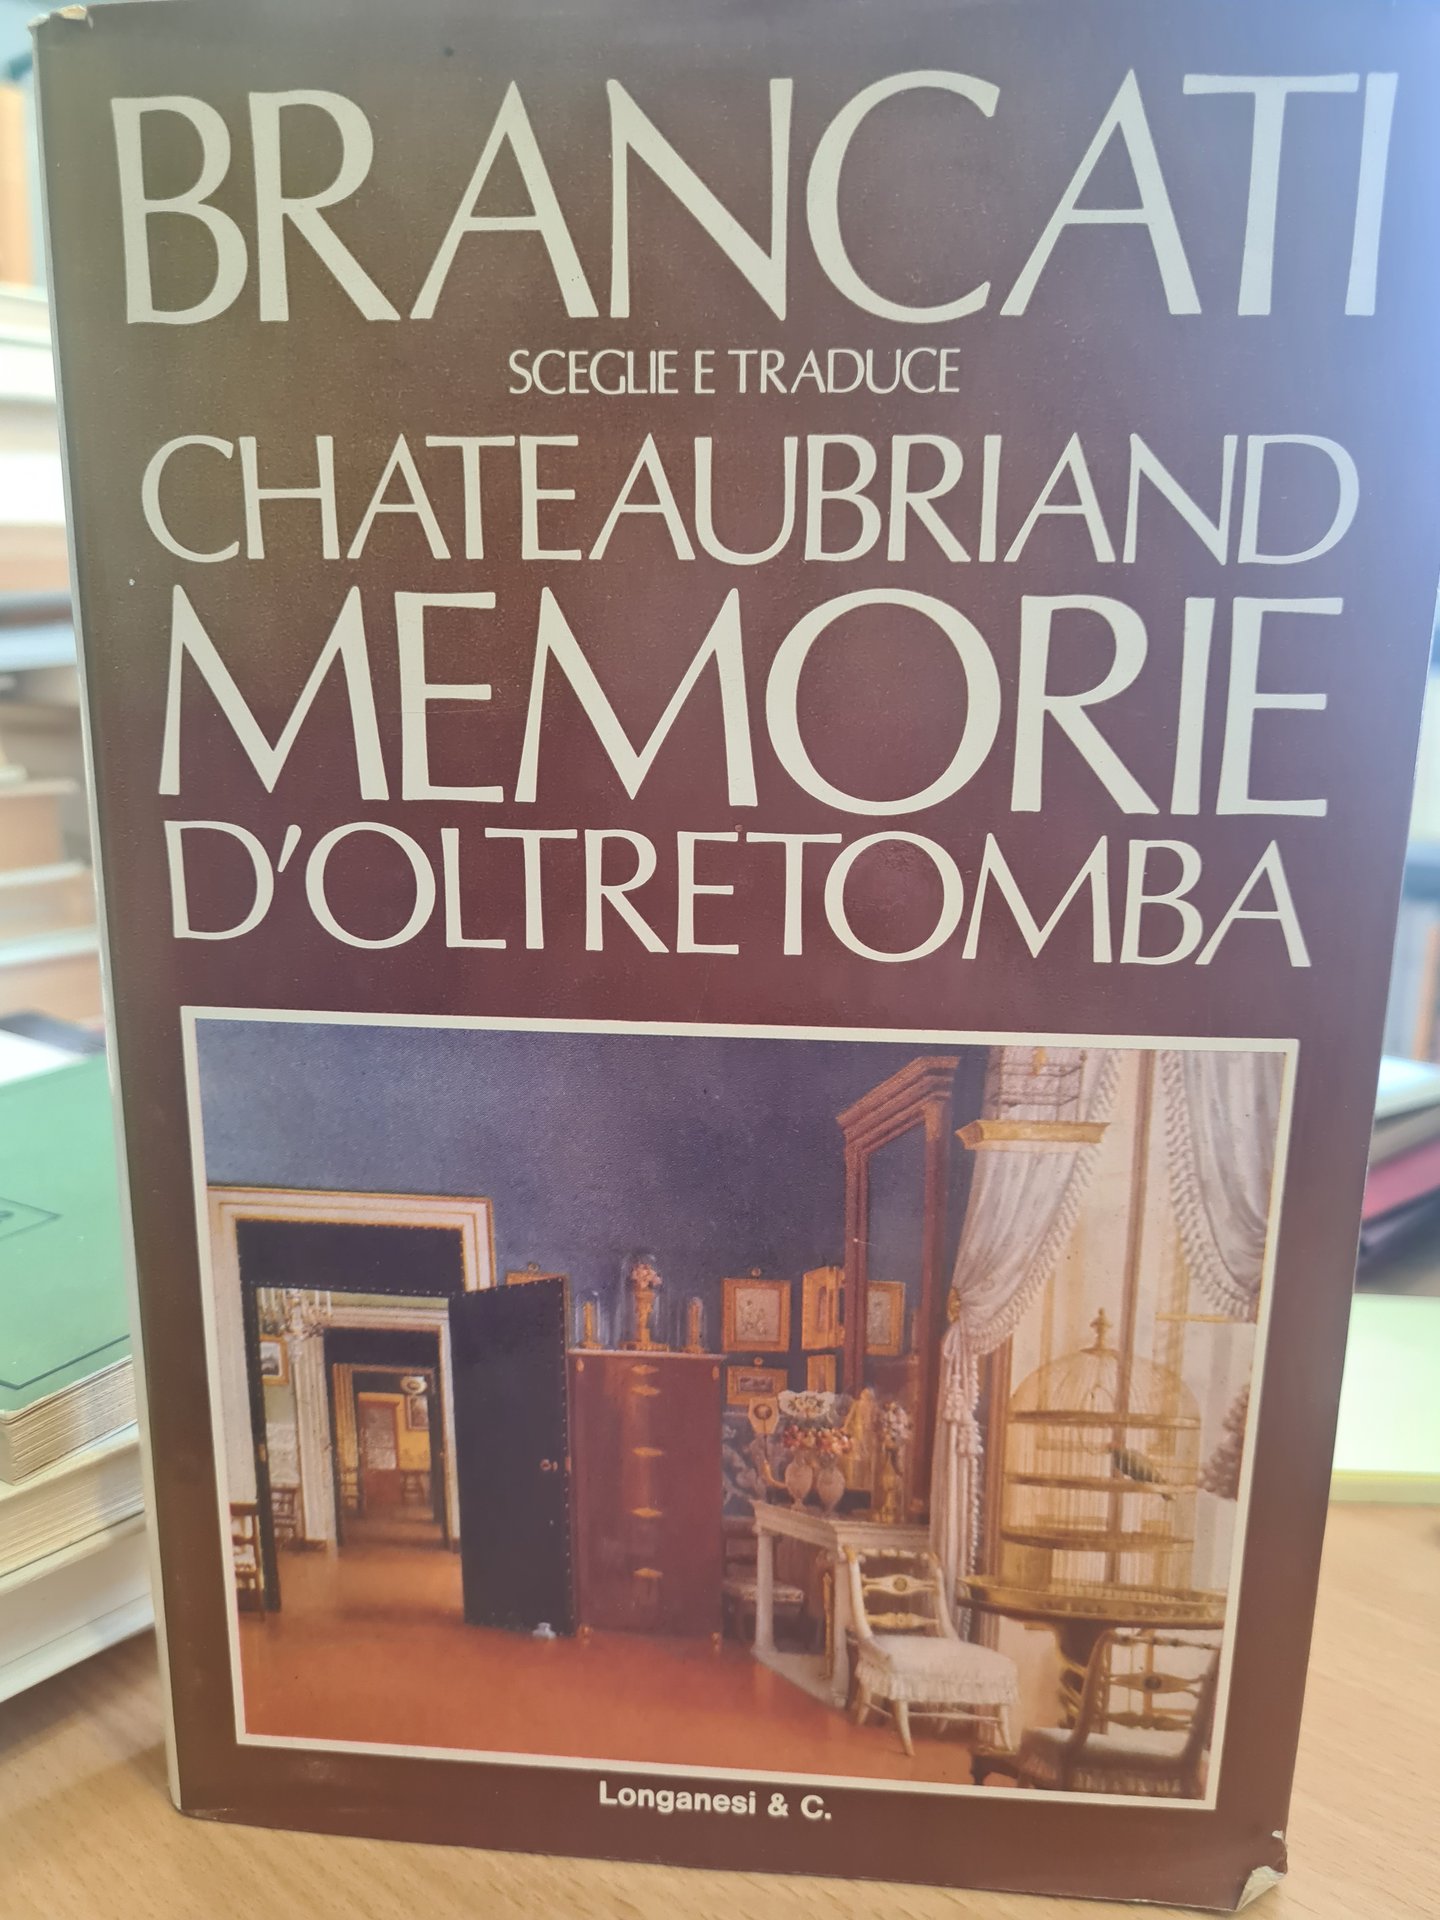 BRANCATI
SCEGLIE E TRADUCE
CHATEAUBRIAND
MEMORIE
D'OLTRETOMBA
Longanesi & C.